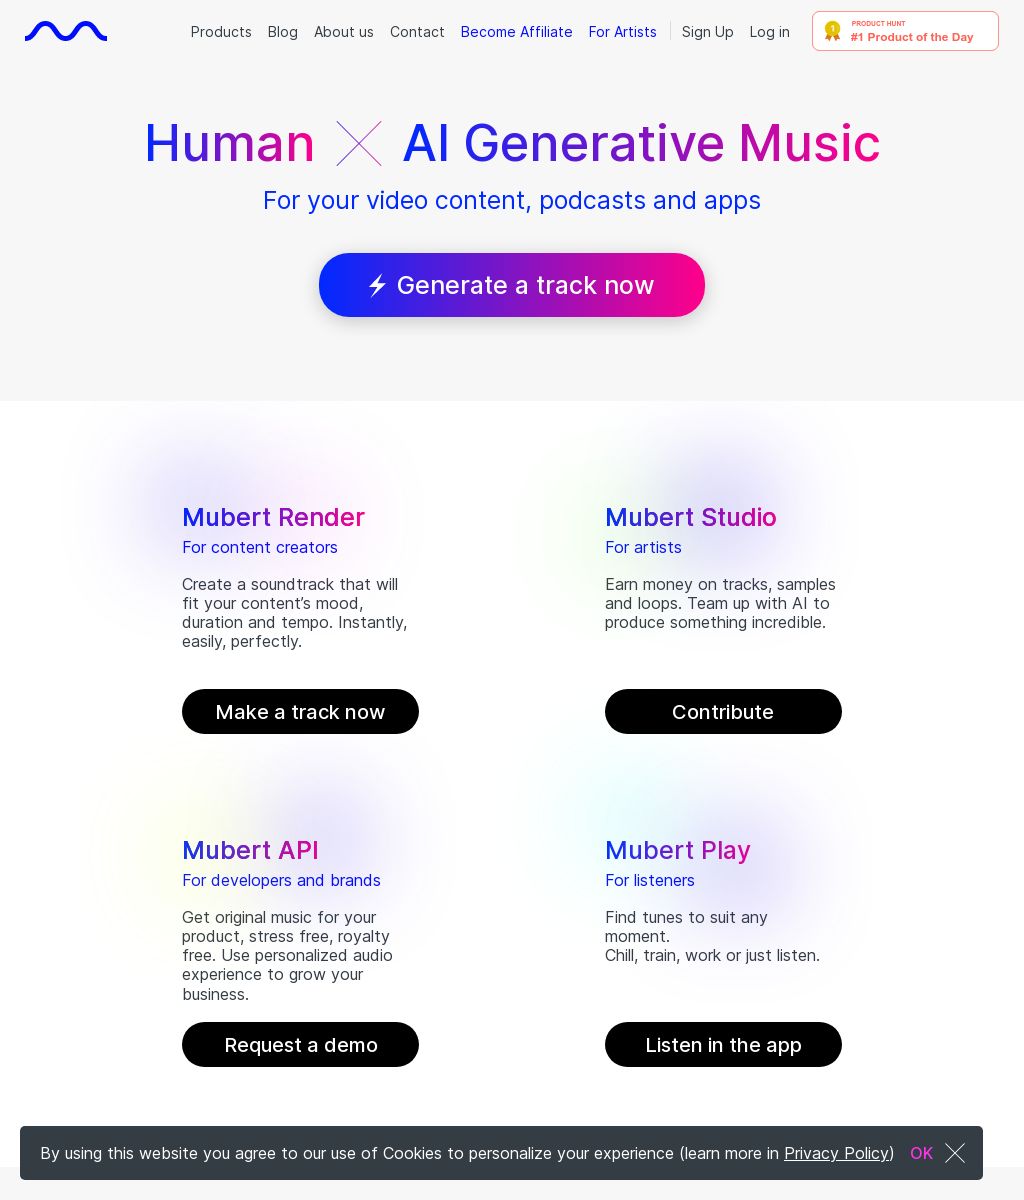 Products Blog About us Contact Become Affiliate For Artists Sign Up Log in
1
PRODUCT HUNT
#1 Product of the Day
Human AI Generative Music
For your video content, podcasts and apps
Generate a track now
Mubert Render
For content creators
Create a soundtrack that will
fit your content’s mood,
duration and tempo. Instantly,
easily, perfectly.
Make a track now
Mubert Studio
For artists
Earn money on tracks, samples
and loops. Team up with AI to
produce something incredible.
Contribute
Mubert API
For developers and brands
Get original music for your
product, stress free, royalty
free. Use personalized audio
experience to grow your
business.
Request a demo
Mubert Play
For listeners
Find tunes to suit any
moment.
Chill, train, work or just listen.
Listen in the app
By using this website you agree to our use of Cookies to personalize your experience (learn more in Privacy Policy) OK